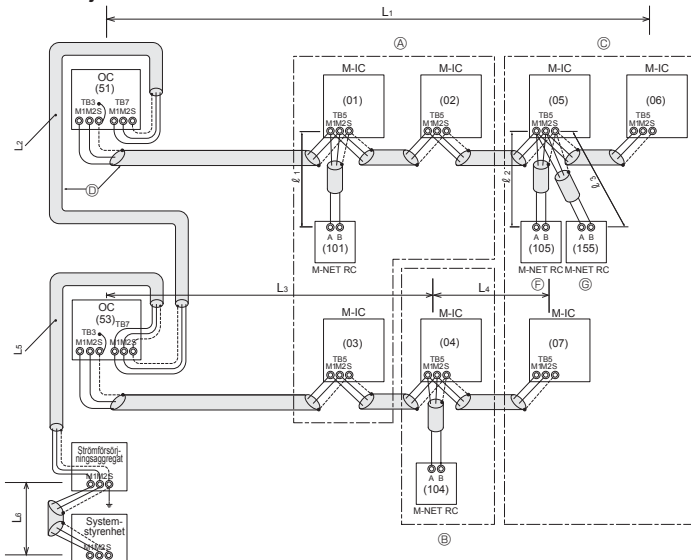 L1
Ⓐ
Ⓒ
M-IC
M-IC
M-IC
M-IC
OC
(51)
(01)
(02)
(05)
(06)
TB3
TB7
M1M2S
M1M2S
TB5
M1M2S
TB5
M1M2S
TB5
M1M2S
TB5
M1M2S
L2
Ⓓ
ℓ1
ℓ2
ℓ3
A B
(101)
A B
(105)
A B
(155)
M-NET RC
M-NET RC
M-NET RC
Ⓕ
Ⓖ
L3
L4
OC
(53)
TB3
TB7
M1M2S
M1M2S
M-IC
M-IC
M-IC
(03)
(04)
(07)
TB5
M1M2S
TB5
M1M2S
TB5
M1M2S
L5
Strömförsörj-
ningsaggregat
M1M2S
A B
(104)
M-NET RC
L6
System-
styrenhet
M1M2S
Ⓑ